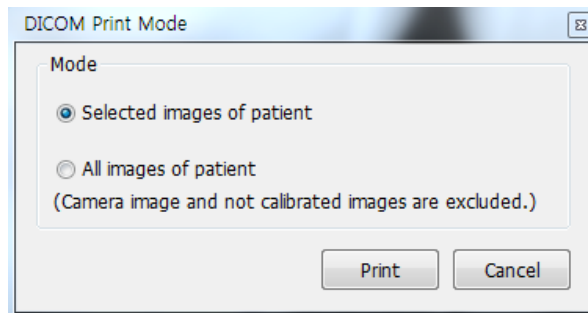 DICOM Print Mode
Mode
Selected images of patient
All images of patient
(Camera image and not calibrated images are excluded.)
Print Cancel